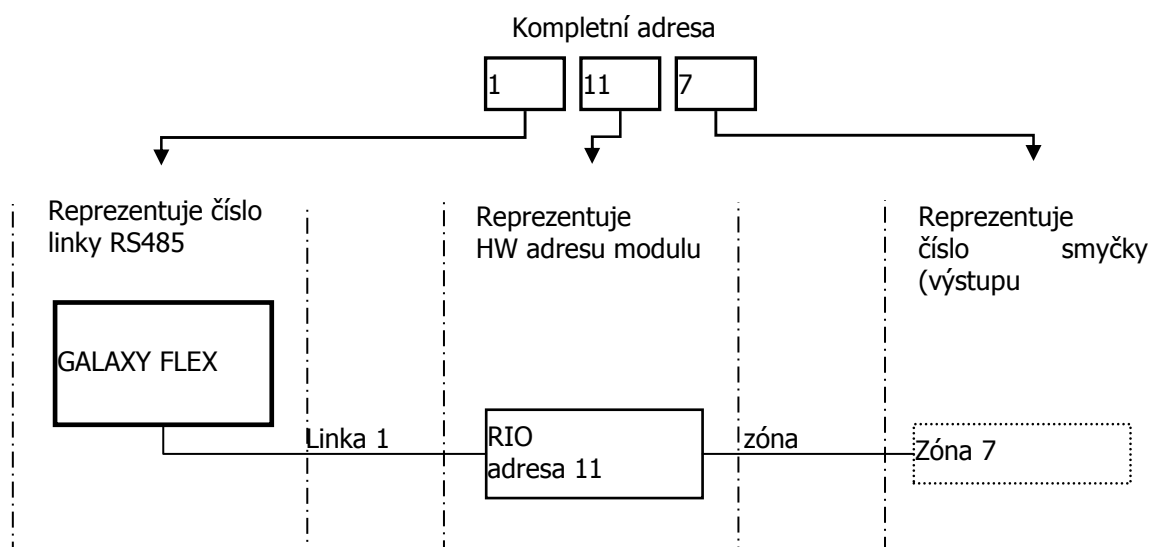 Kompletní adresa
1 11 7
Reprezentuje číslo
linky RS485
Reprezentuje
HW adresu modulu
Reprezentuje
číslo smyčky
(výstupu
GALAXY FLEX
Linka 1
RIO
adresa 11
zóna
Zóna 7